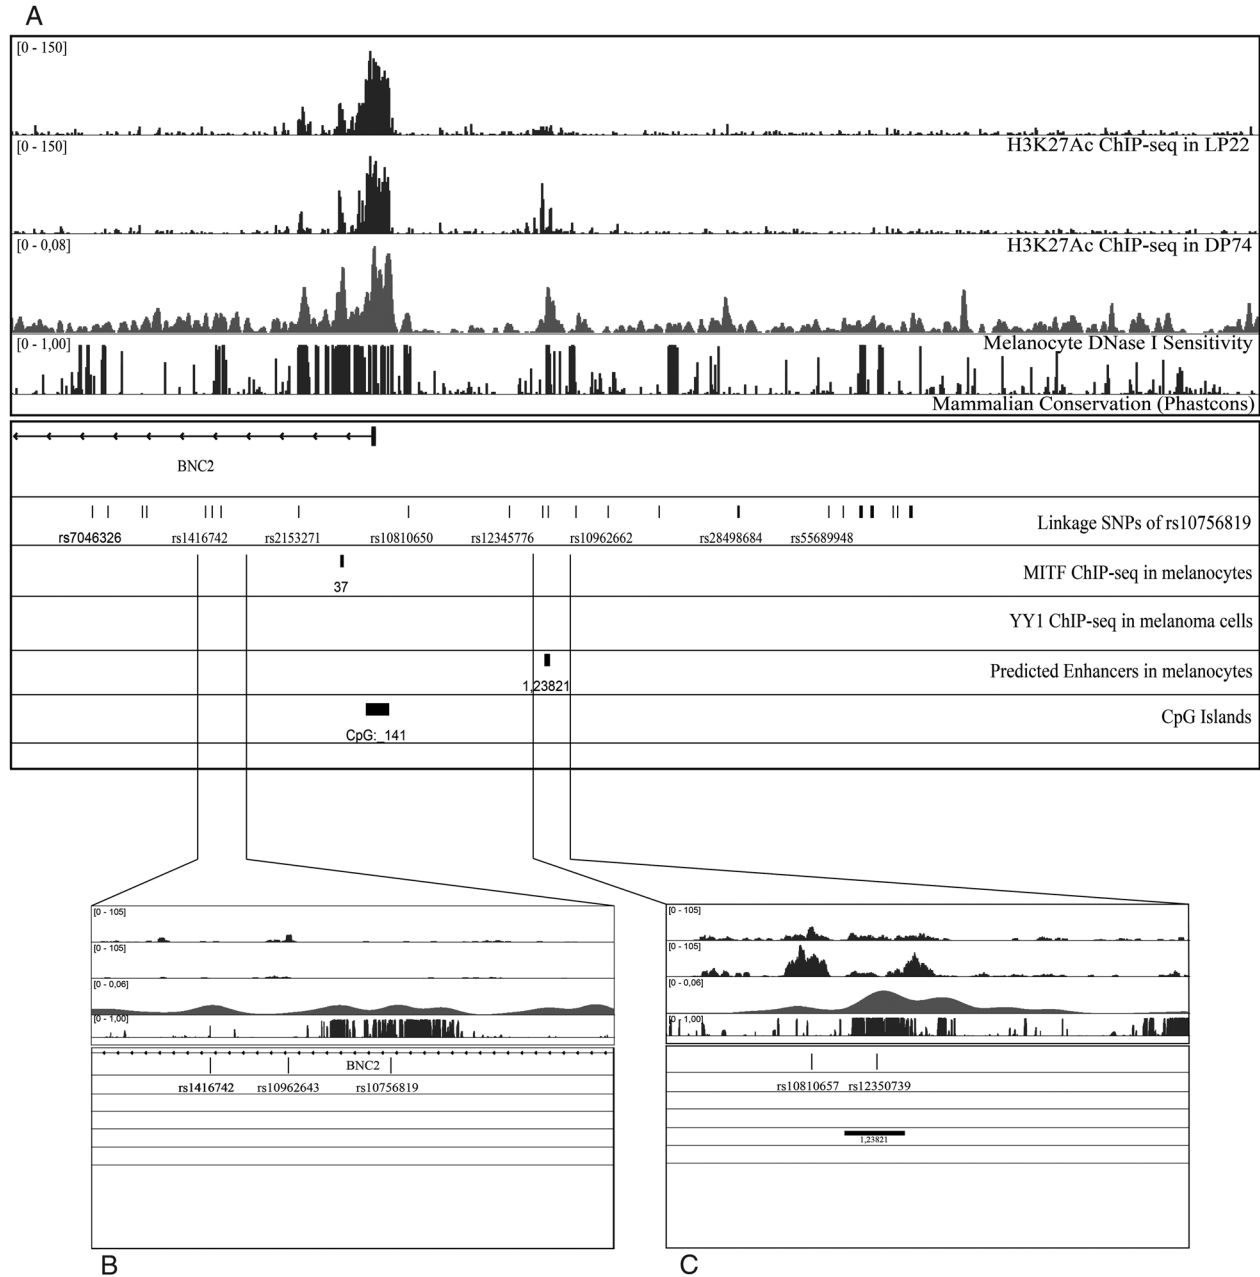 A
[0 - 150]
H3K27Ac ChIP-seq in LP22
[0 - 150]
H3K27Ac ChIP-seq in DP74
[0 - 0,08]
Melanocyte DNase I Sensitivity
[0 - 1,00]
Mammalian Conservation (Phastcons)
BNC2
Linkage SNPs of rs10756819
rs7046326 rs1416742 rs2153271 rs10810650 rs12345776 rs10962662 rs28498684 rs55689948
MITF ChIP-seq in melanocytes
37
YY1 ChIP-seq in melanoma cells
Predicted Enhancers in melanocytes
1,23821
CpG Islands
CpG:_141
[0 - 105]
[0 - 105]
[0 - 0,06]
[0 - 1,00]
BNC2
rs1416742 rs10962643 rs10756819
B
[0 - 105]
[0 - 105]
[0 - 0,06]
[0 - 1,00]
rs10810657 rs12350739
1,23821
C